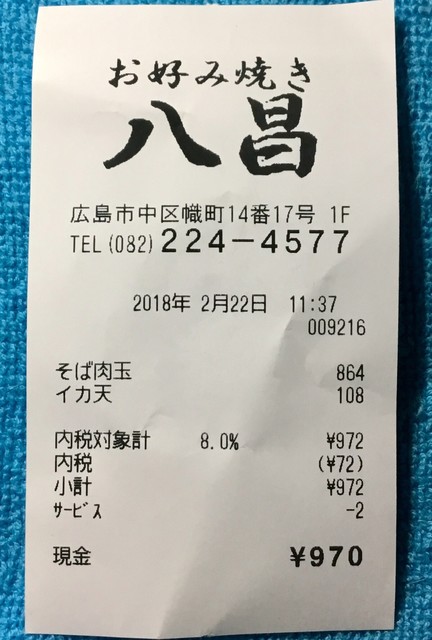 お好み焼き
八昌
広島市中区幟町14番17号 1F
TEL(082)224-4577
2018年 2月22日 11:37
009216
そば肉玉 864
イカ天 108
内税対象計 8.0% ¥972
内税 (¥72)
小計 ¥972
ｻｰﾋﾞｽ -2
現金 ¥970